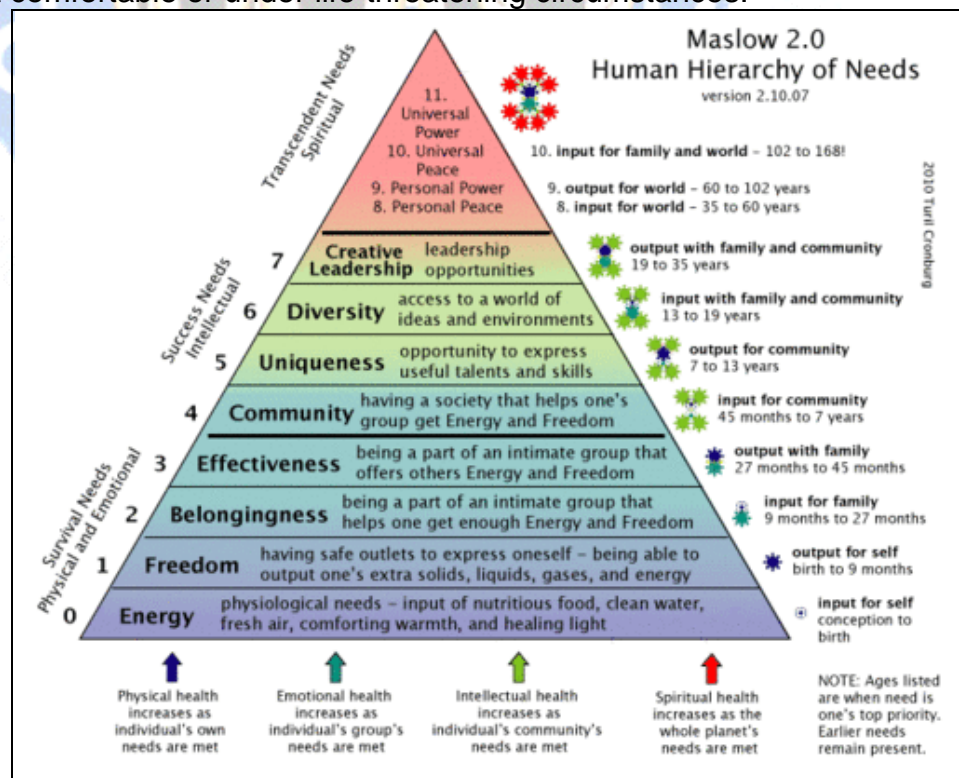 comfortable or under life threatening circumstances.
Maslow 2.0
Human Hierarchy of Needs
version 2.10.07
Transcendent Needs
Spiritual
11.
Universal
Power
10. Universal
Peace
9. Personal Power
8. Personal Peace
10. input for family and world – 102 to 168!
9. output for world – 60 to 102 years
8. input for world – 35 to 60 years
2010 Turil Cronburg
Success Needs
Intellectual
7
Creative
Leadership
leadership
opportunities
output with family and community
19 to 35 years
6
Diversity
access to a world of
ideas and environments
input with family and community
13 to 19 years
5
Uniqueness
opportunity to express
useful talents and skills
output for community
7 to 13 years
4
Community
having a society that helps one's
group get Energy and Freedom
input for community
45 months to 7 years
Survival Needs
Physical and Emotional
3
Effectiveness
being a part of an intimate group that
offers others Energy and Freedom
output with family
27 months to 45 months
2
Belongingness
being a part of an intimate group that
helps one get enough Energy and Freedom
input for family
9 months to 27 months
1
Freedom
having safe outlets to express oneself – being able to
output one's extra solids, liquids, gases, and energy
output for self
birth to 9 months
0
Energy
physiological needs – input of nutritious food, clean water,
fresh air, comforting warmth, and healing light
input for self
conception to
birth
Physical health
increases as
individual's own
needs are met
Emotional health
increases as
individual's group's
needs are met
Intellectual health
increases as
individual's community's
needs are met
Spiritual health
increases as the
whole planet's
needs are met
NOTE: Ages listed
are when need is
one's top priority.
Earlier needs
remain present.